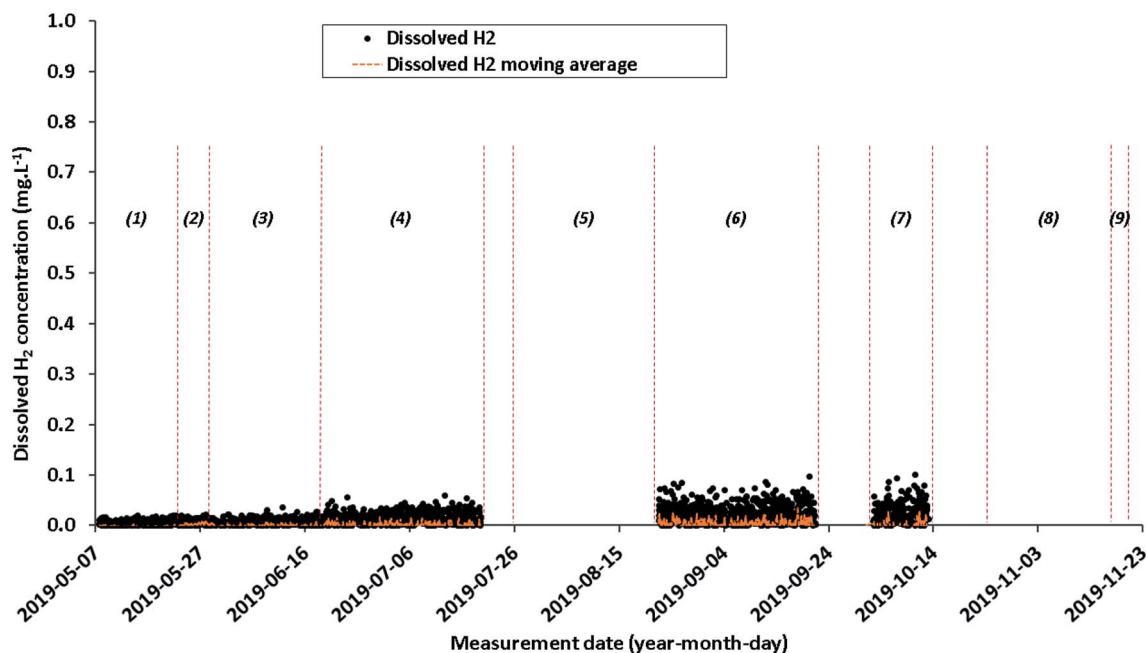 Dissolved H2
Dissolved H2 moving average
Dissolved H₂ concentration (mg.L⁻¹)
1.0
0.9
0.8
0.7
0.6
0.5
0.4
0.3
0.2
0.1
0.0
(1) (2) (3) (4) (5) (6) (7) (8) (9)
2019-05-07 2019-05-27 2019-06-16 2019-07-06 2019-07-26 2019-08-15 2019-09-04 2019-09-24 2019-10-14 2019-11-03 2019-11-23
Measurement date (year-month-day)